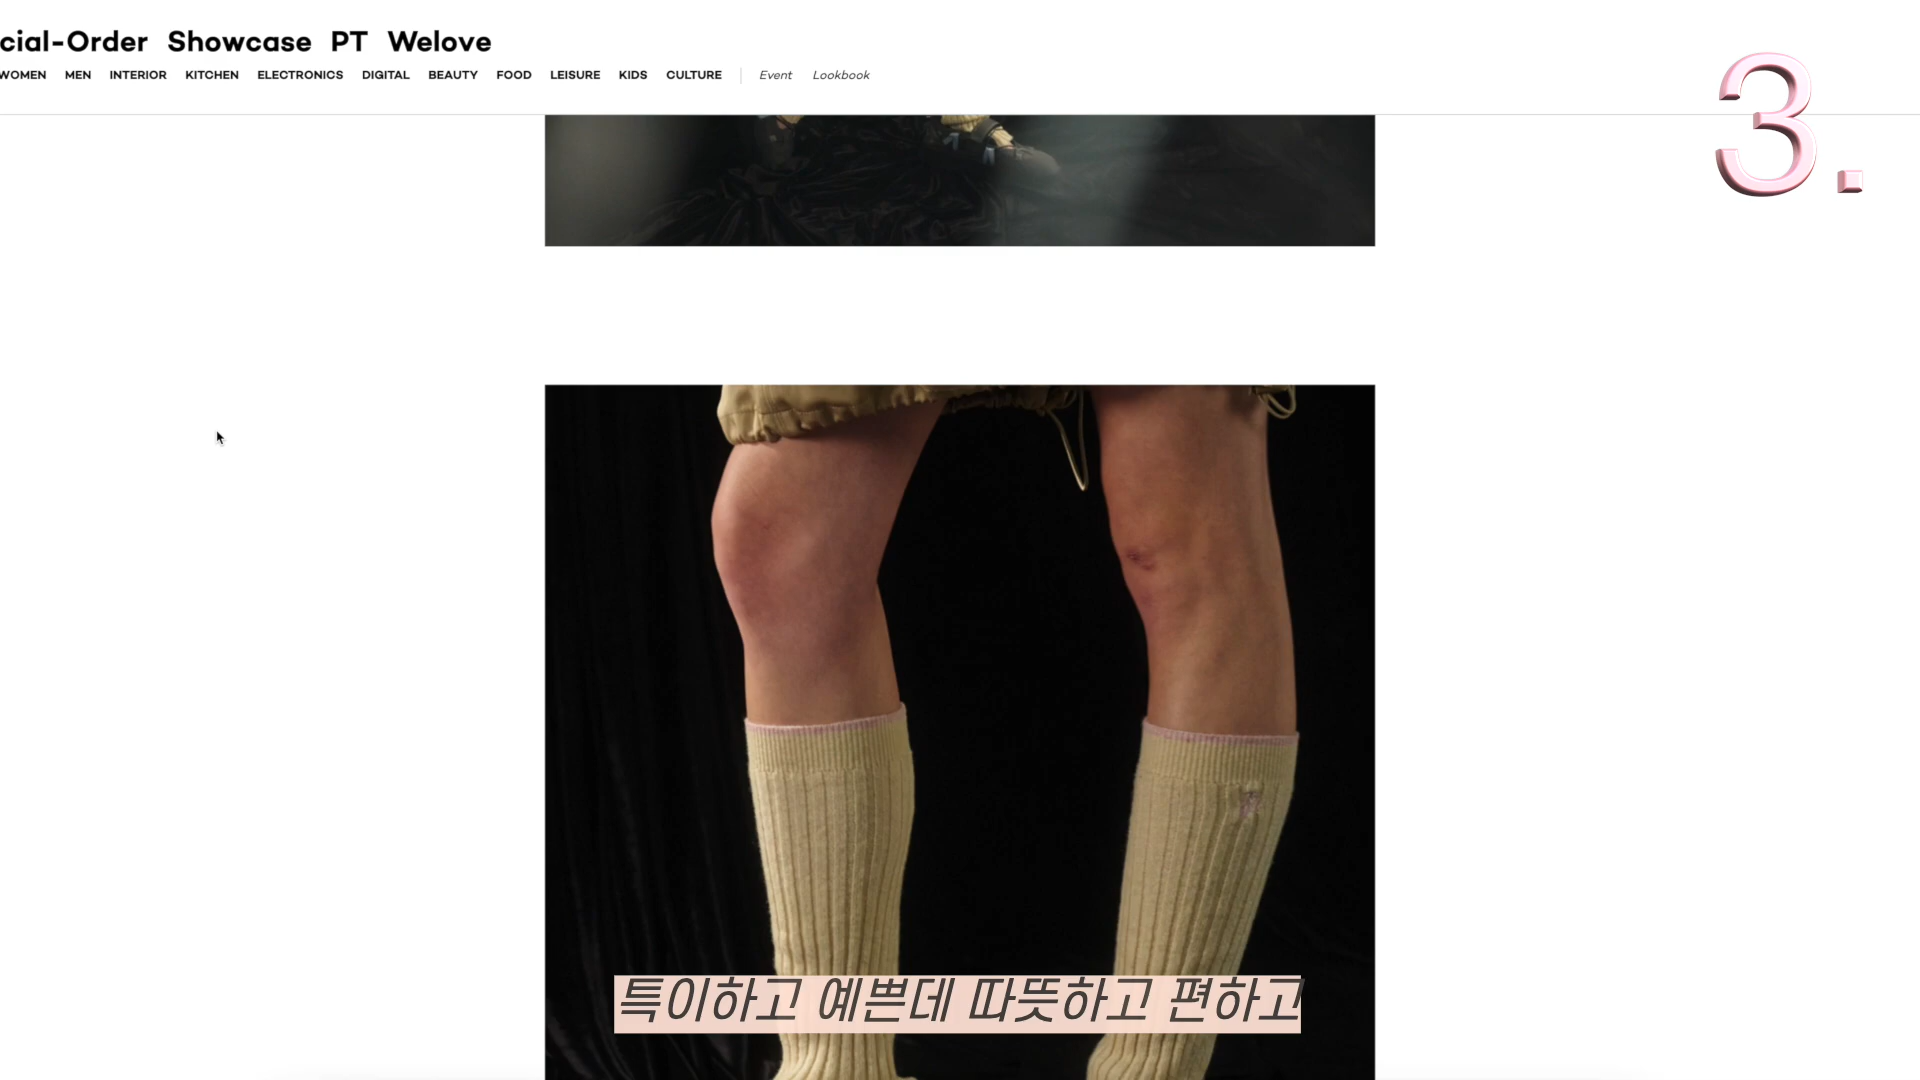 cial-Order Showcase PT Welove
WOMEN MEN INTERIOR KITCHEN ELECTRONICS DIGITAL BEAUTY FOOD LEISURE KIDS CULTURE Event Lookbook
3.
특이하고 예쁜데 따뜻하고 편하고